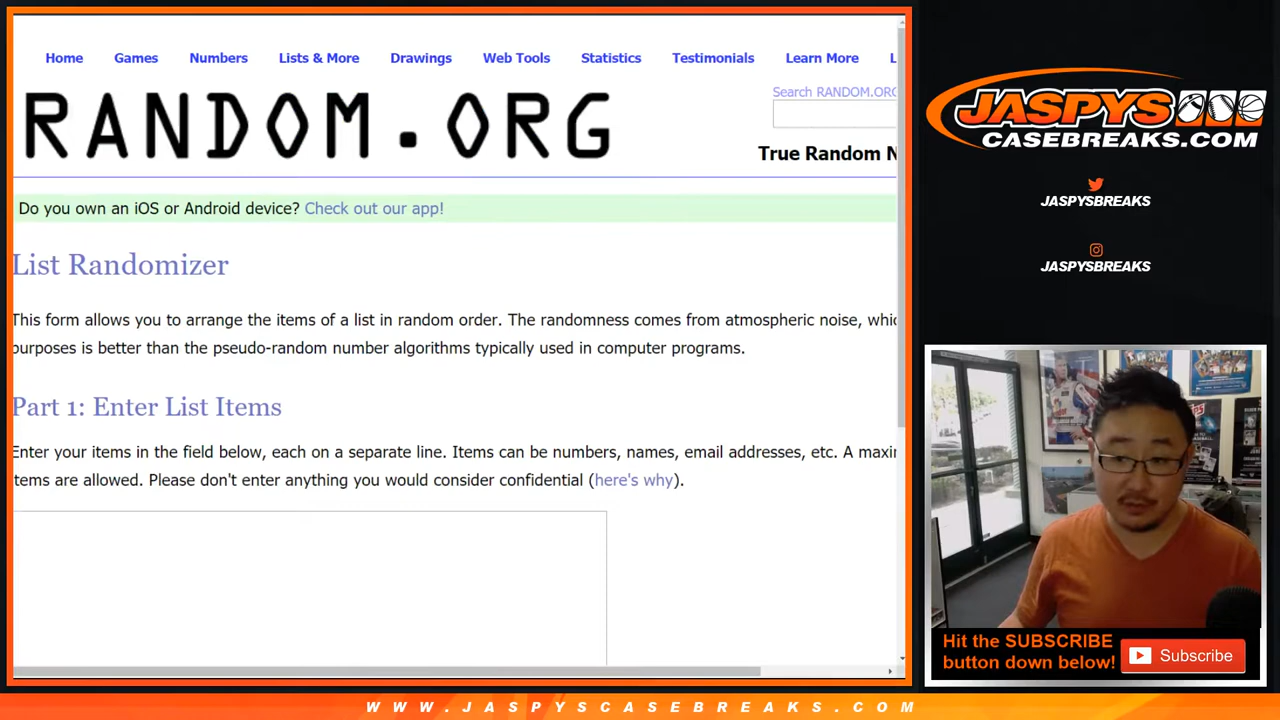 Home Games Numbers Lists & More Drawings Web Tools Statistics Testimonials Learn More L
Search RANDOM.ORG
RANDOM.ORG
True Random N
Do you own an iOS or Android device? Check out our app!
List Randomizer
This form allows you to arrange the items of a list in random order. The randomness comes from atmospheric noise, whic
purposes is better than the pseudo-random number algorithms typically used in computer programs.
Part 1: Enter List Items
Enter your items in the field below, each on a separate line. Items can be numbers, names, email addresses, etc. A maxi
tems are allowed. Please don't enter anything you would consider confidential (here's why).
JASPYS
CASEBREAKS.COM
JASPYSBREAKS
JASPYSBREAKS
Hit the SUBSCRIBE
button down below!
Subscribe
WWW.JASPYSCASEBREAKS.COM